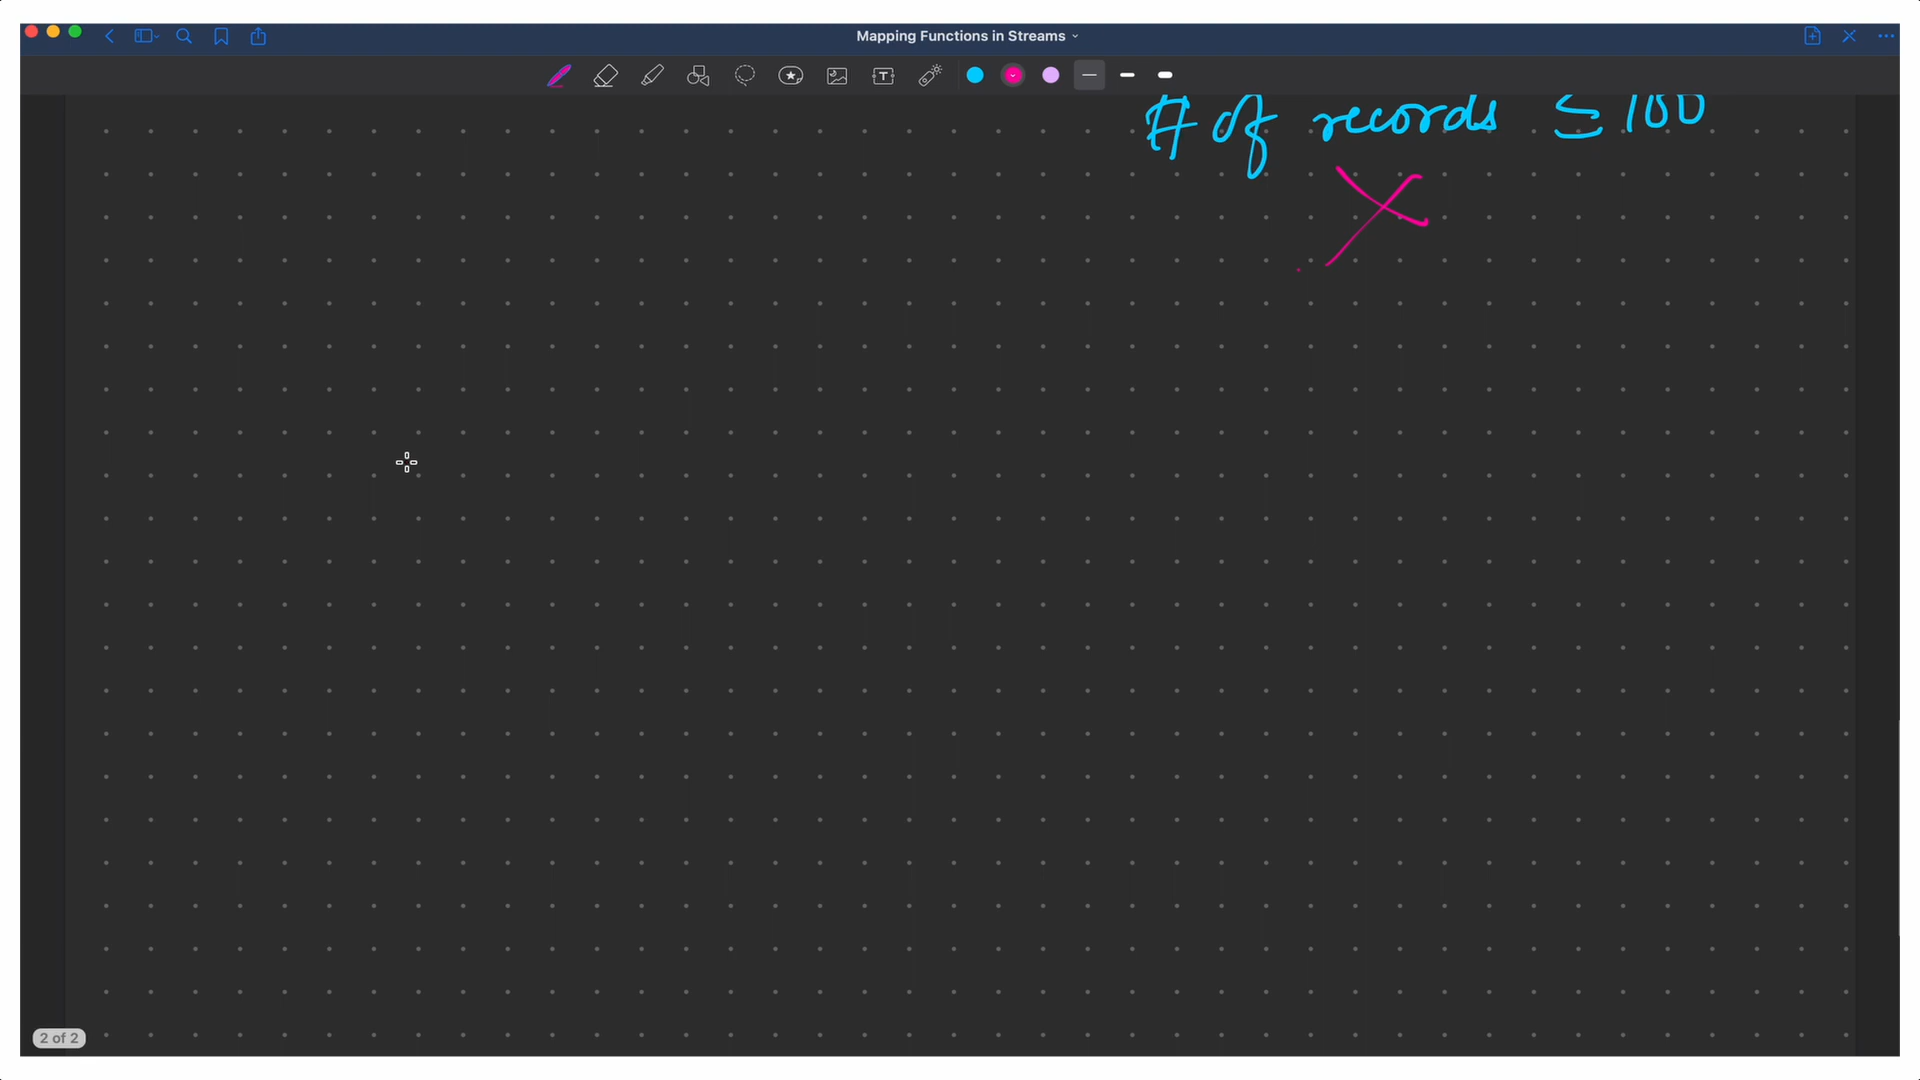 Mapping Functions in Streams
# of records ≤ 100
2 of 2